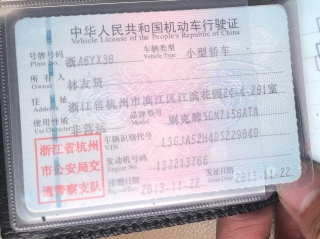 中华人民共和国机动车行驶证
Vehicle License of the People's Republic of China
号牌号码 浙A6YX30 车辆类型 小型轿车
Plate No. Vehicle Type
所有人 林友贤
Owner
住址 浙江省杭州市滨江区江滨花园24-4-201室
Address
使用性质 非营运 品牌型号 别克牌SGK7150ATA
Use Character Model
浙江省杭州
市公安局交
通警察支队
车辆识别代号
VIN
发动机号码 132213766
Engine No.
注册日期 2013-11-22 发证日期 2013-11-22